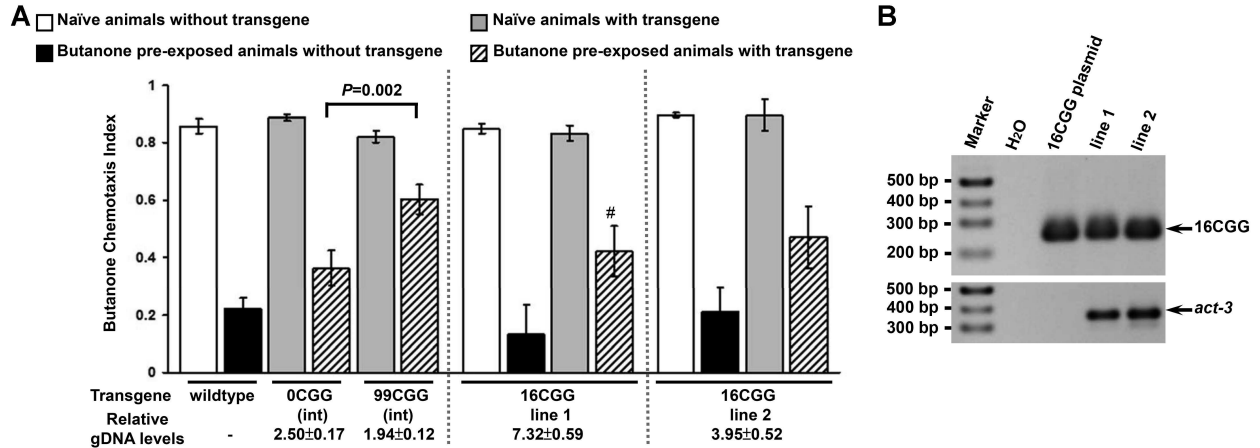 A
Naïve animals without transgene
Naïve animals with transgene
Butanone pre-exposed animals without transgene
Butanone pre-exposed animals with transgene
Butanone Chemotaxis Index
1
0.8
0.6
0.4
0.2
0
P=0.002
#
Transgene wildtype 0CGG (int) 99CGG (int) 16CGG line 1 16CGG line 2
Relative gDNA levels - 2.50±0.17 1.94±0.12 7.32±0.59 3.95±0.52
B
Marker
H2O
16CGG plasmid
line 1
line 2
500 bp
400 bp
300 bp
200 bp
16CGG
500 bp
400 bp
300 bp
act-3